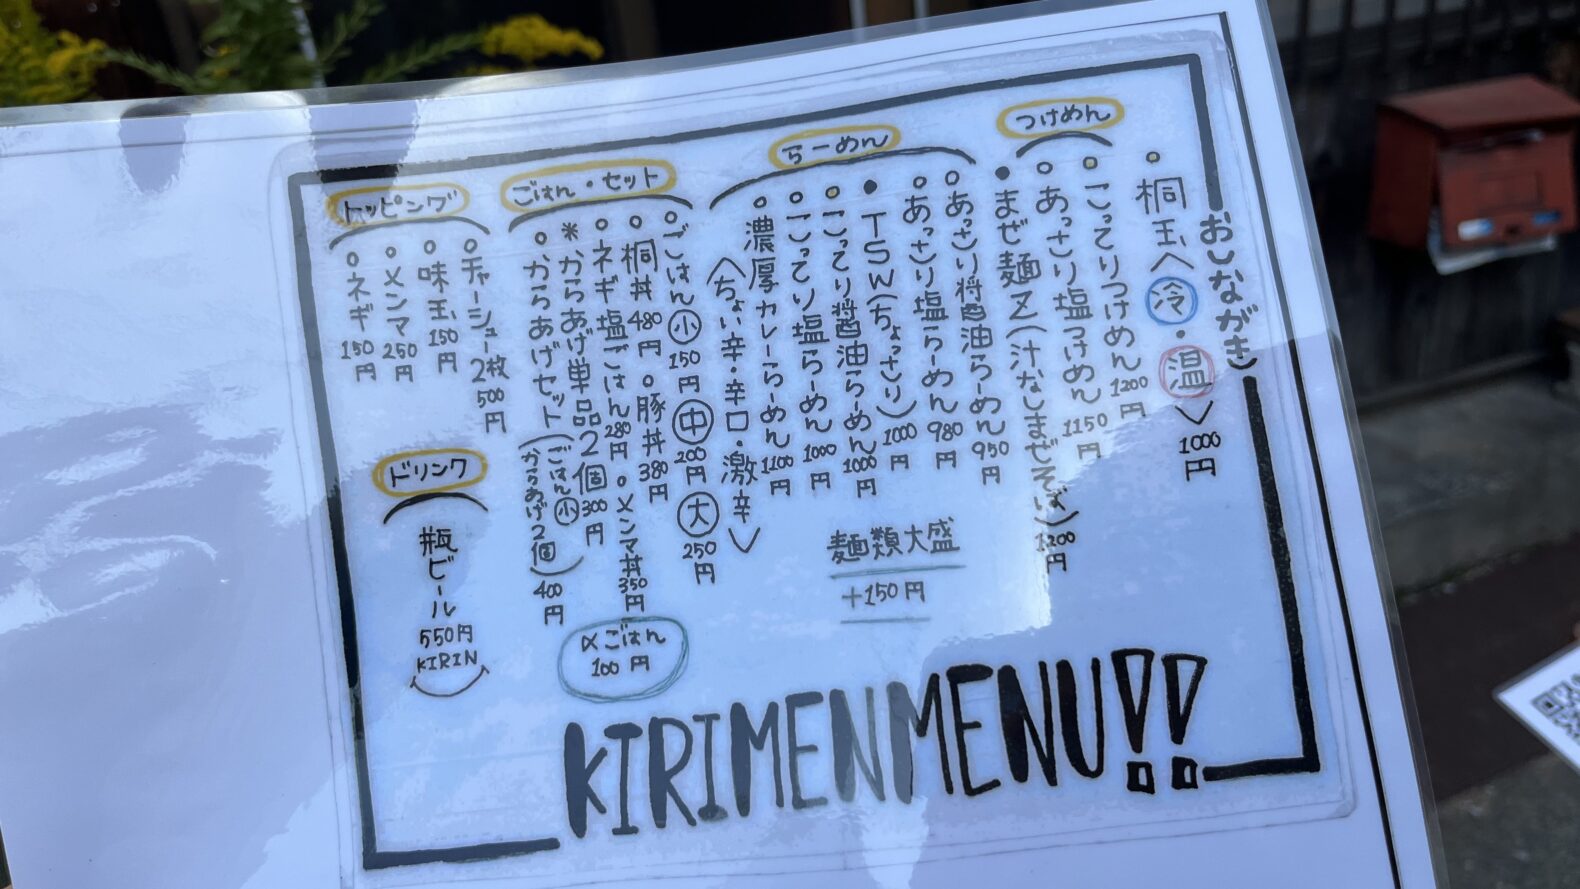 おしながき
桐玉〈冷・温〉1000円
つけめん
こってりつけめん 1200円
あっさり塩つけめん 1150円
まぜ麺Z(汁なしまぜそば)1200円
らーめん
あっさり醤油らーめん 950円
あっさり塩らーめん 980円
TSW(ちょっさり)1000円
こってり醤油らーめん 1000円
こってり塩らーめん 1000円
濃厚カレーらーめん 1100円
〈ちょい辛・辛口・激辛〉
麺類大盛
+150円
ごはん・セット
ごはん 小 150円 中 200円 大 250円
桐丼 480円 豚丼 380円
ネギ塩ごはん 280円 メンマ丼 350円
*からあげ単品2個 300円
からあげセット(ごはん小 からあげ2個)400円
〆ごはん
100円
トッピング
チャーシュー2枚 500円
味玉 150円
メンマ 250円
ネギ 150円
ドリンク
瓶ビール
550円
KIRIN
KIRIMENMENU!!